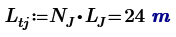 L_tj := N_J · L_J = 24 m